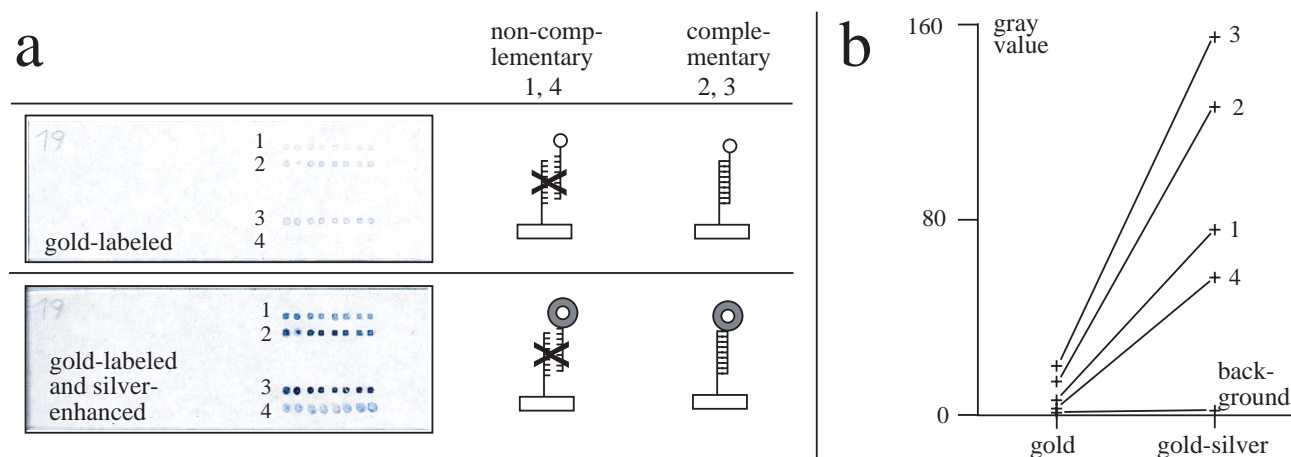 a
non-comp-
lementary
1, 4
comple-
mentary
2, 3
19
1
2
3
4
gold-labeled
19
1
2
3
4
gold-labeled
and silver-
enhanced
b
160
gray
value
3
2
80
1
4
back-
ground
0
gold
gold-silver